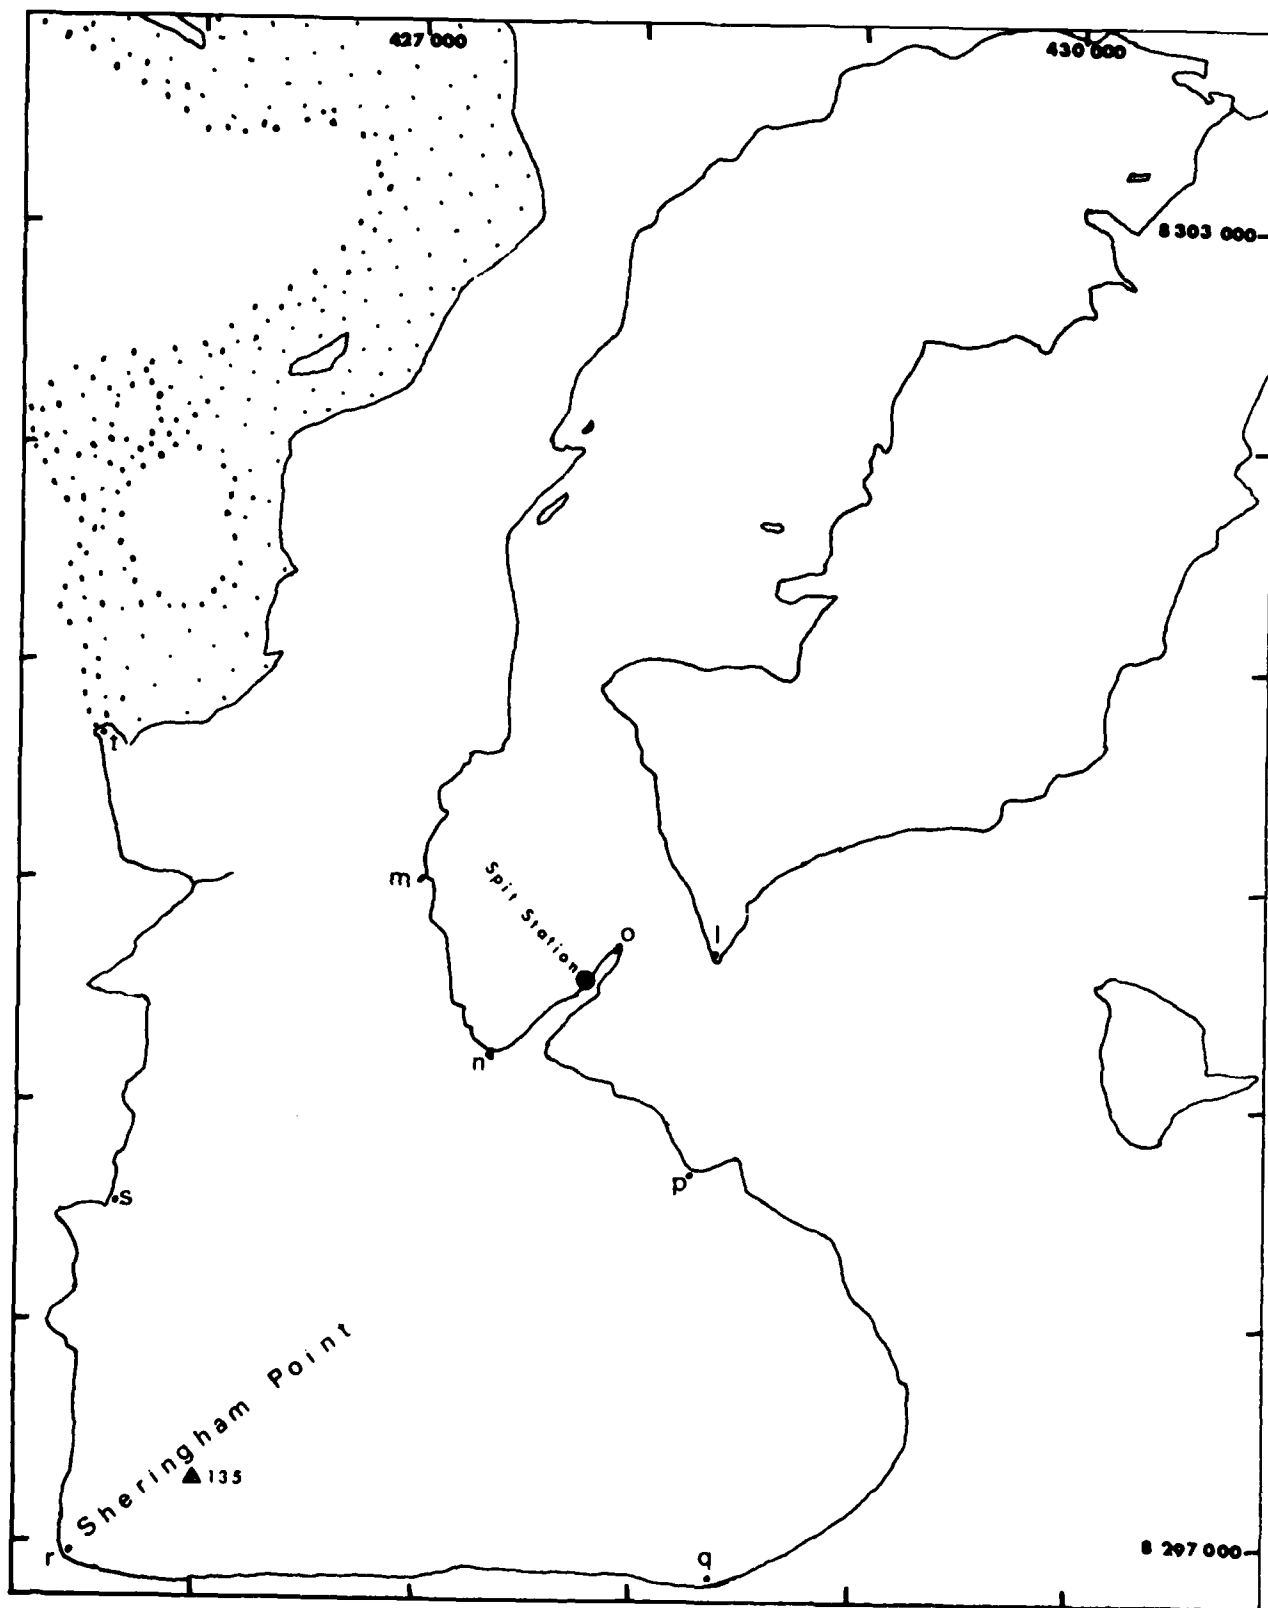 427 000
430 000
8 303 000
t
m
Spit Station
o
l
n
p
s
Sheringham Point
135
r
q
8 297 000